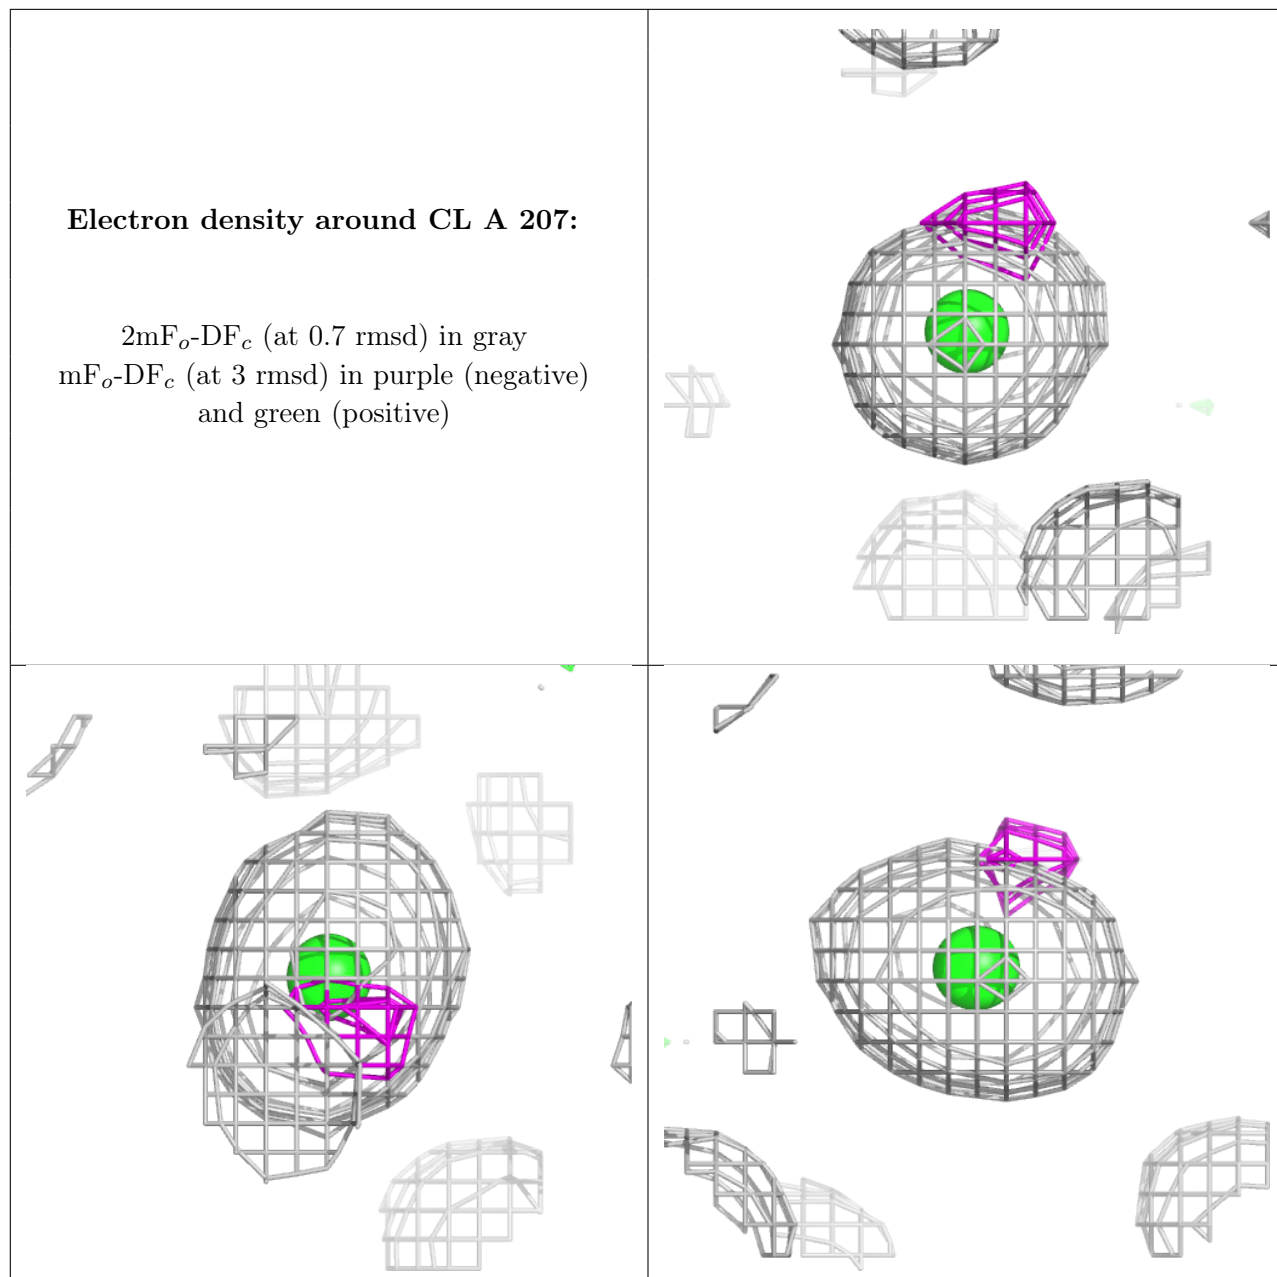 Electron density around CL A 207:
2mFo-DFc (at 0.7 rmsd) in gray
mFo-DFc (at 3 rmsd) in purple (negative)
and green (positive)